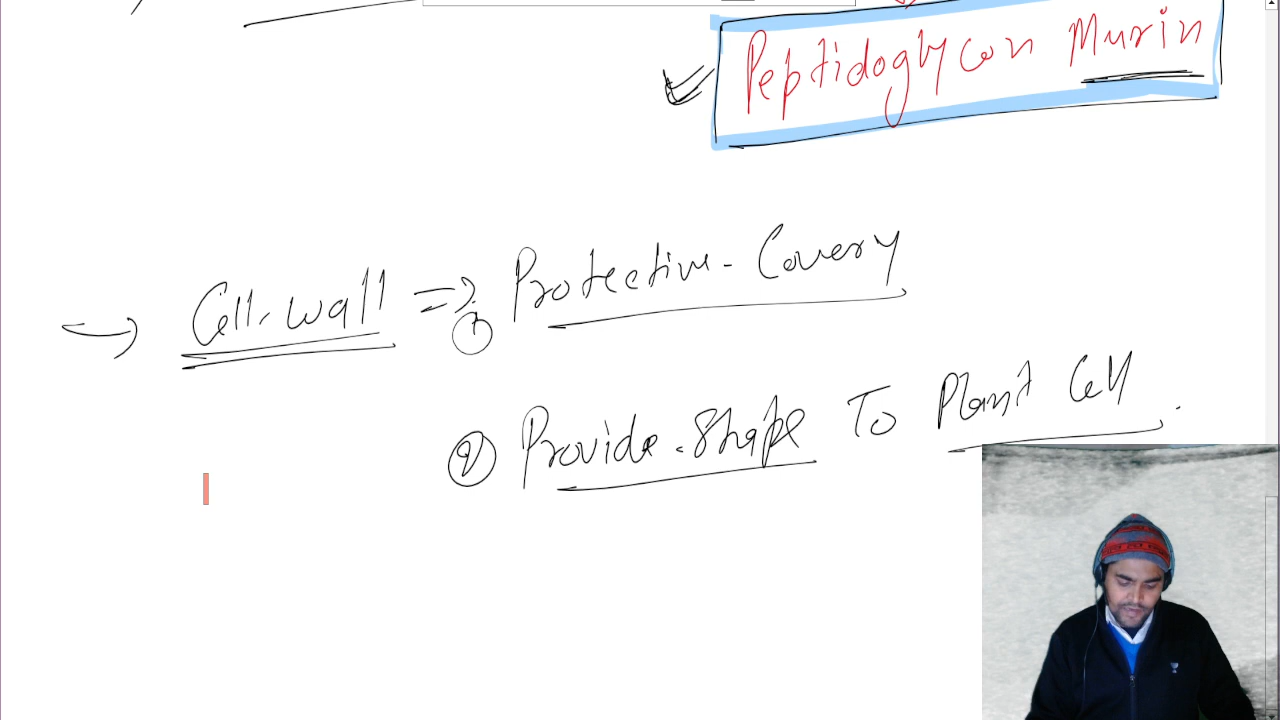 Peptidoglycan Murin
Cell-wall => ① Protective-Covery
② Provide-Shape To Plant Cell.